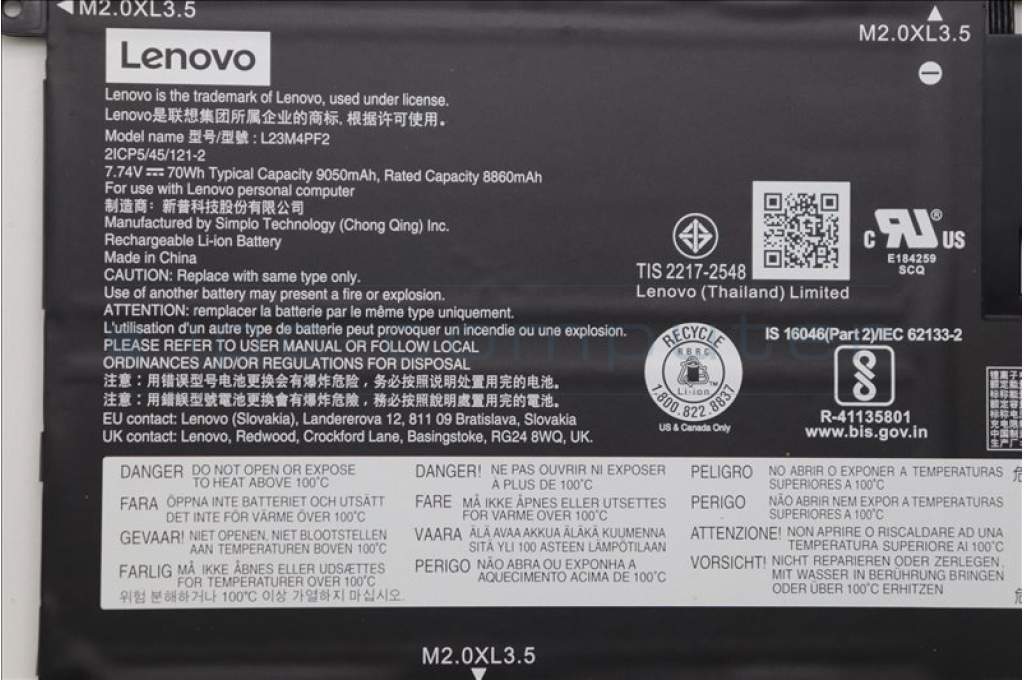 M2.0XL3.5
M2.0XL3.5
Lenovo
Lenovo is the trademark of Lenovo, used under license.
Lenovo是联想集团所属企业的商标, 根据许可使用。
Model name 型号/型號 : L23M4PF2
2ICP5/45/121-2
7.74V⎓70Wh Typical Capacity 9050mAh, Rated Capacity 8860mAh
For use with Lenovo personal computer
制造商: 新普科技股份有限公司
Manufactured by Simplo Technology (Chong Qing) Inc.
Rechargeable Li-ion Battery
Made in China
CAUTION: Replace with same type only.
Use of another battery may present a fire or explosion.
ATTENTION: remplacer la batterie par le même type uniquement.
L'utilisation d'un autre type de batterie peut provoquer un incendie ou une explosion.
PLEASE REFER TO USER MANUAL OR FOLLOW LOCAL
ORDINANCES AND/OR REGULATIONS FOR DISPOSAL
注意：用错误型号电池更换会有爆炸危险，务必按照说明处置用完的电池。
注意：用錯誤型號電池更換會有爆炸危險，務必按照說明處置用完的電池。
EU contact: Lenovo (Slovakia), Landererova 12, 811 09 Bratislava, Slovakia
UK contact: Lenovo, Redwood, Crockford Lane, Basingstoke, RG24 8WQ, UK.
TIS 2217-2548
Lenovo (Thailand) Limited
C RU® US
E184259
SCQ
RECYCLE
RBRC
Li-ion
TM
1.800.822.8837
US & Canada Only
IS 16046(Part 2)/IEC 62133-2
R-41135801
www.bis.gov.in
DANGER DO NOT OPEN OR EXPOSE
TO HEAT ABOVE 100°C
FARA ÖPPNA INTE BATTERIET OCH UTSÄTT
DET INTE FÖR VÄRME ÖVER 100°C
GEVAAR! NIET OPENEN, NIET BLOOTSTELLEN
AAN TEMPERATUREN BOVEN 100°C
FARLIG MÅ IKKE ÅBNES ELLER UDSÆTTES
FOR TEMPERATURER OVER 100°C
위험 분해하거나 100°C 이상 가열하지 마십시오.
DANGER! NE PAS OUVRIR NI EXPOSER
À PLUS DE 100°C
FARE MÅ IKKE ÅPNES ELLER UTSETTES
FOR VARME OVER 100°C
VAARA ÄLÄ AVAA AKKUA ÄLÄKÄ KUUMENNA
SITÄ YLI 100 ASTEEN LÄMPÖTILAAN
PERIGO NÃO ABRA OU EXPONHA A
AQUECIMENTO ACIMA DE 100°C
PELIGRO NO ABRIR O EXPONER A TEMPERATURAS
SUPERIORES A 100°C
PERIGO NÃO ABRIR NEM EXPOR A TEMPERATURAS
SUPERIORES A 100°C
ATTENZIONE! NON APRIRE O RISCALDARE AD UNA
TEMPERATURA SUPERIORE AI 100°C
VORSICHT! NICHT REPARIEREN ODER ZERLEGEN,
MIT WASSER IN BERÜHRUNG BRINGEN
ODER ÜBER 100°C ERHITZEN
M2.0XL3.5